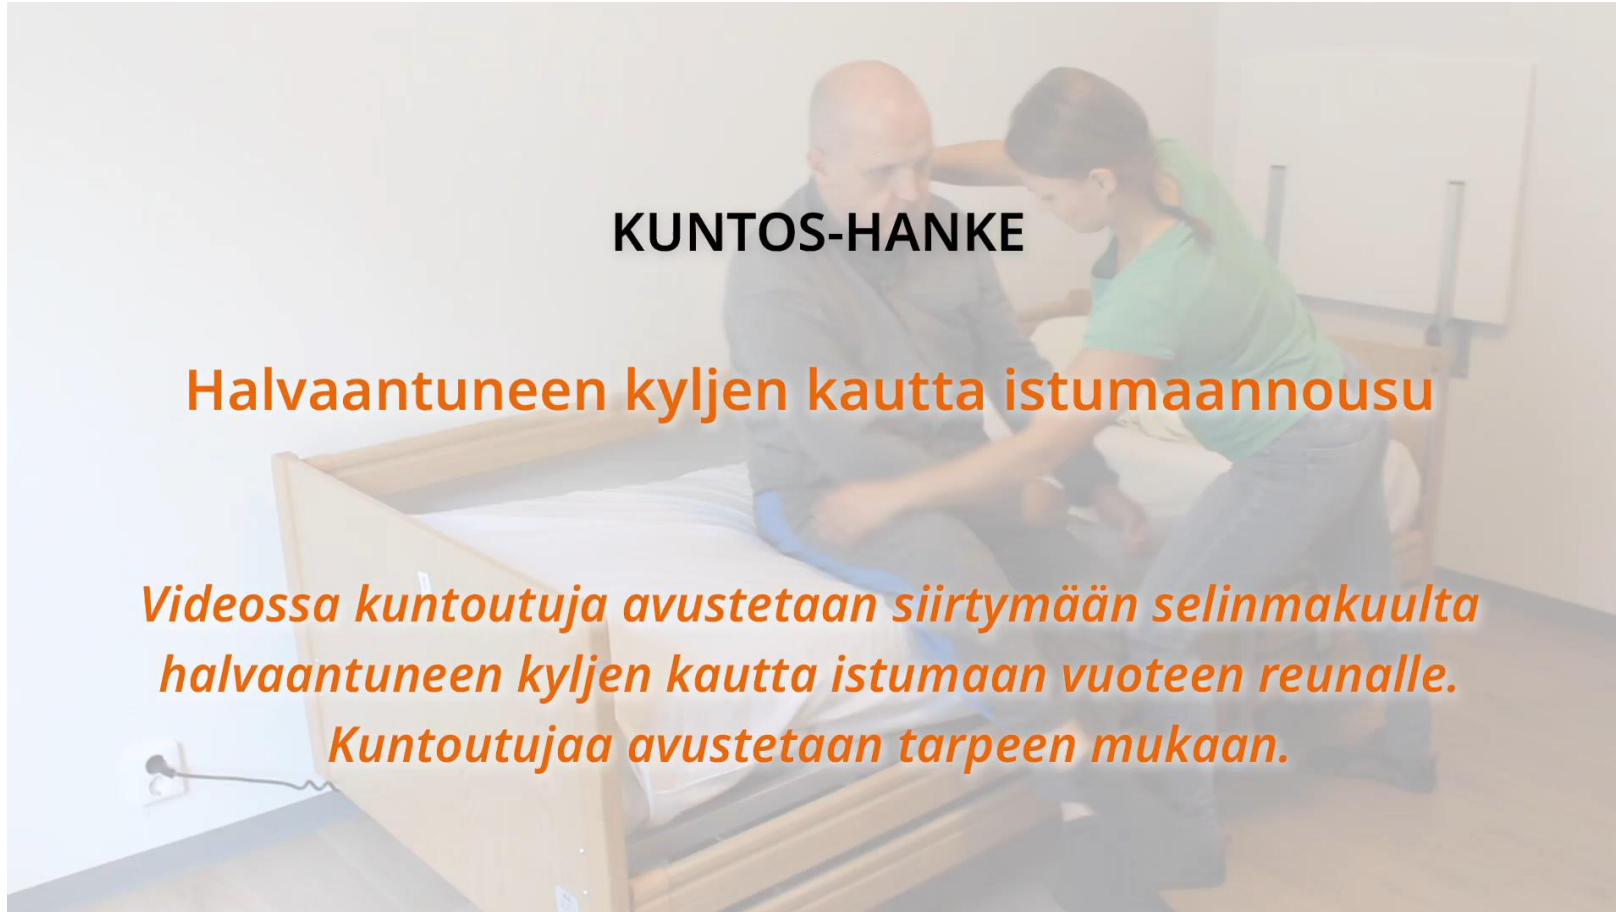 KUNTOS-HANKE
Halvaantuneen kyljen kautta istumaannousu
Videossa kuntoutuja avustetaan siirtymään selinmakuulta
halvaantuneen kyljen kautta istumaan vuoteen reunalle.
Kuntoutujaa avustetaan tarpeen mukaan.